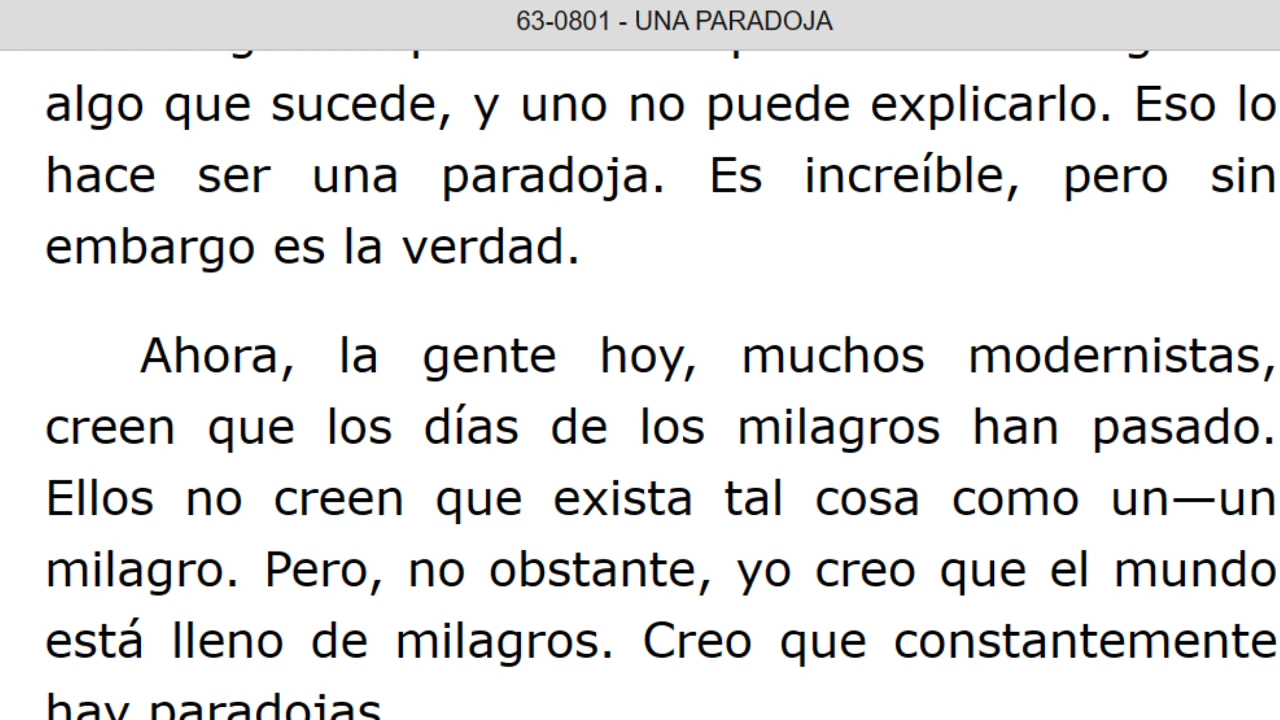 63-0801 - UNA PARADOJA
algo que sucede, y uno no puede explicarlo. Eso lo
hace ser una paradoja. Es increíble, pero sin
embargo es la verdad.
Ahora, la gente hoy, muchos modernistas,
creen que los días de los milagros han pasado.
Ellos no creen que exista tal cosa como un—un
milagro. Pero, no obstante, yo creo que el mundo
está lleno de milagros. Creo que constantemente
hay paradojas